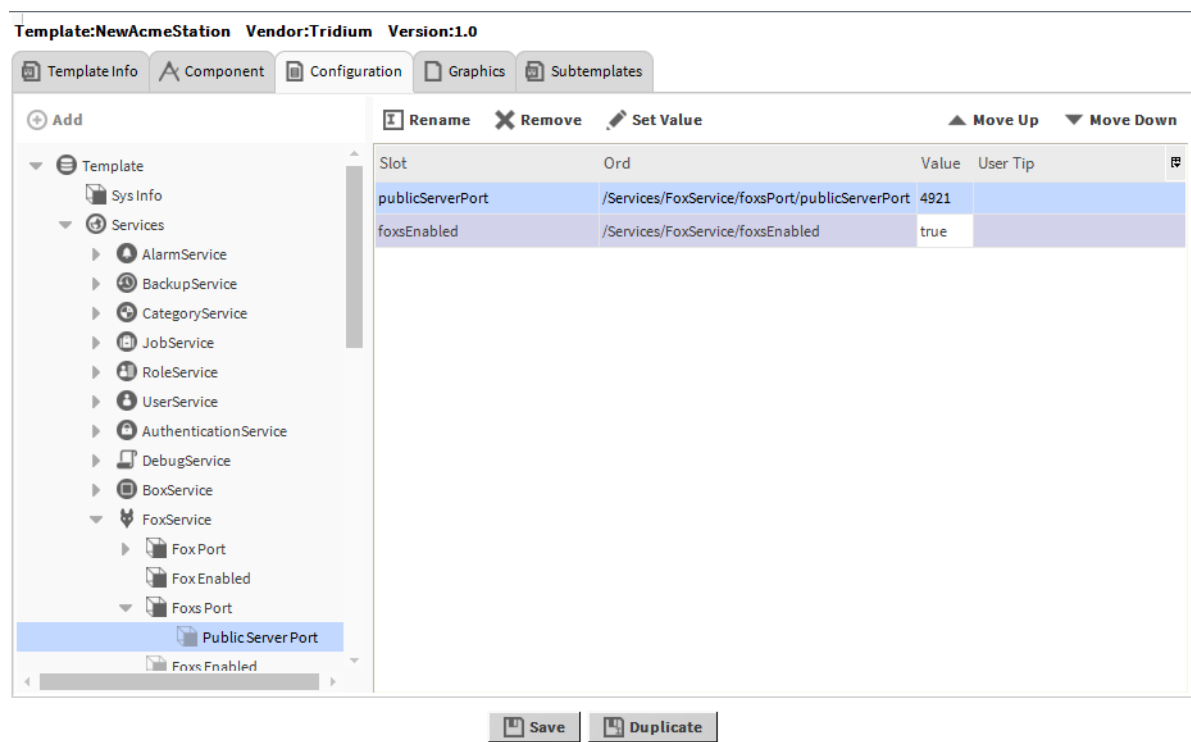 Template:NewAcmeStation Vendor:Tridium Version:1.0
Template Info Component Configuration Graphics Subtemplates
Add Rename Remove Set Value Move Up Move Down
Slot Ord Value User Tip
publicServerPort /Services/FoxService/foxsPort/publicServerPort 4921
foxsEnabled /Services/FoxService/foxsEnabled true
Template
Sys Info
Services
AlarmService
BackupService
CategoryService
JobService
RoleService
UserService
AuthenticationService
DebugService
BoxService
FoxService
Fox Port
Fox Enabled
Foxs Port
Public Server Port
Foxs Enabled
Save Duplicate